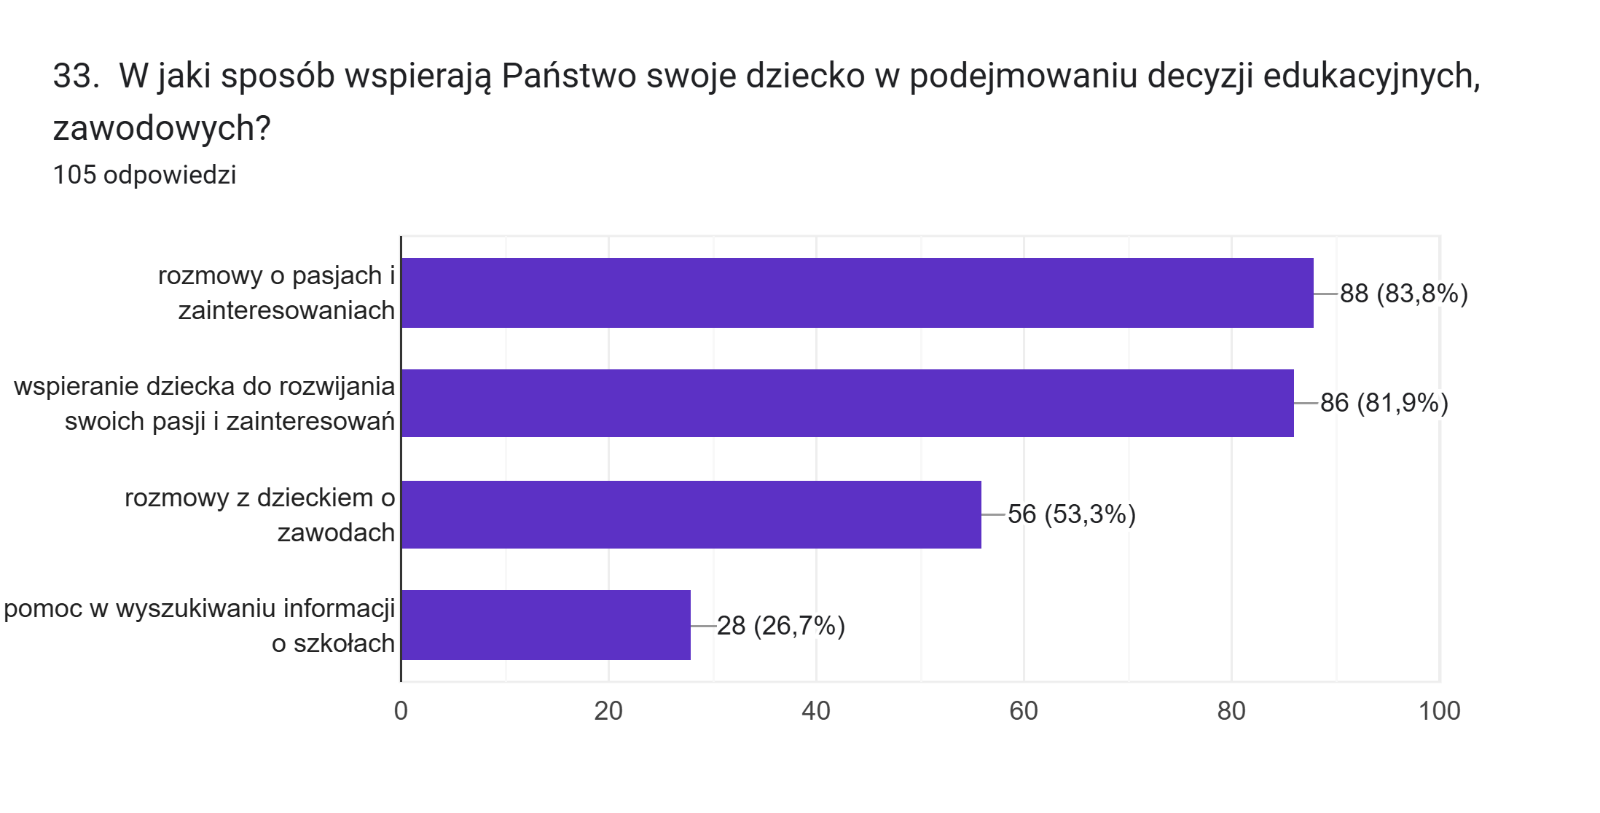 33.  W jaki sposób wspierają Państwo swoje dziecko w podejmowaniu decyzji edukacyjnych,
zawodowych?
105 odpowiedzi
rozmowy o pasjach i
zainteresowaniach
88 (83,8%)
wspieranie dziecka do rozwijania
swoich pasji i zainteresowań
86 (81,9%)
rozmowy z dzieckiem o
zawodach
56 (53,3%)
pomoc w wyszukiwaniu informacji
o szkołach
28 (26,7%)
0 20 40 60 80 100